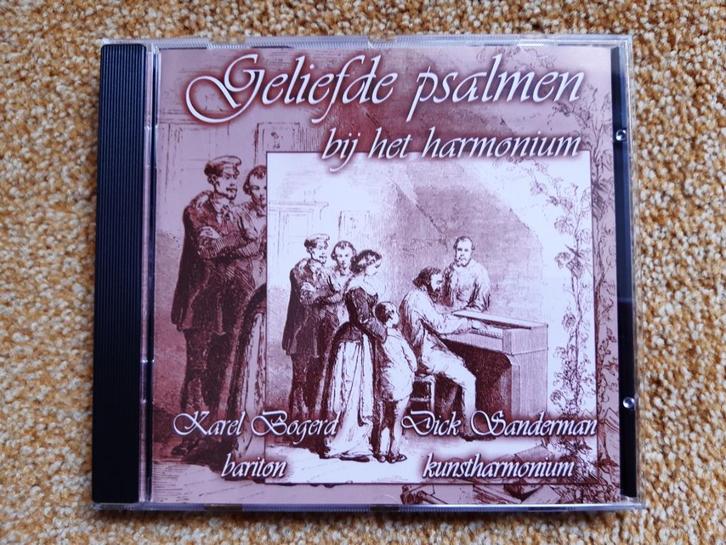 Geliefde psalmen
bij het harmonium
Karel Bogerd
bariton
Dick Sanderman
kunstharmonium